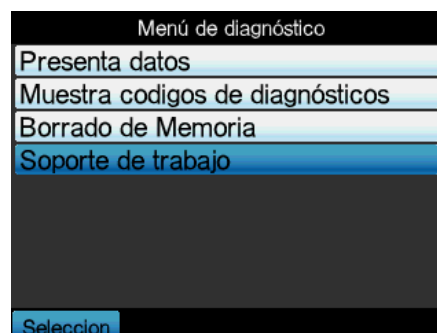 Menú de diagnóstico
Presenta datos
Muestra codigos de diagnósticos
Borrado de Memoria
Soporte de trabajo
Seleccion